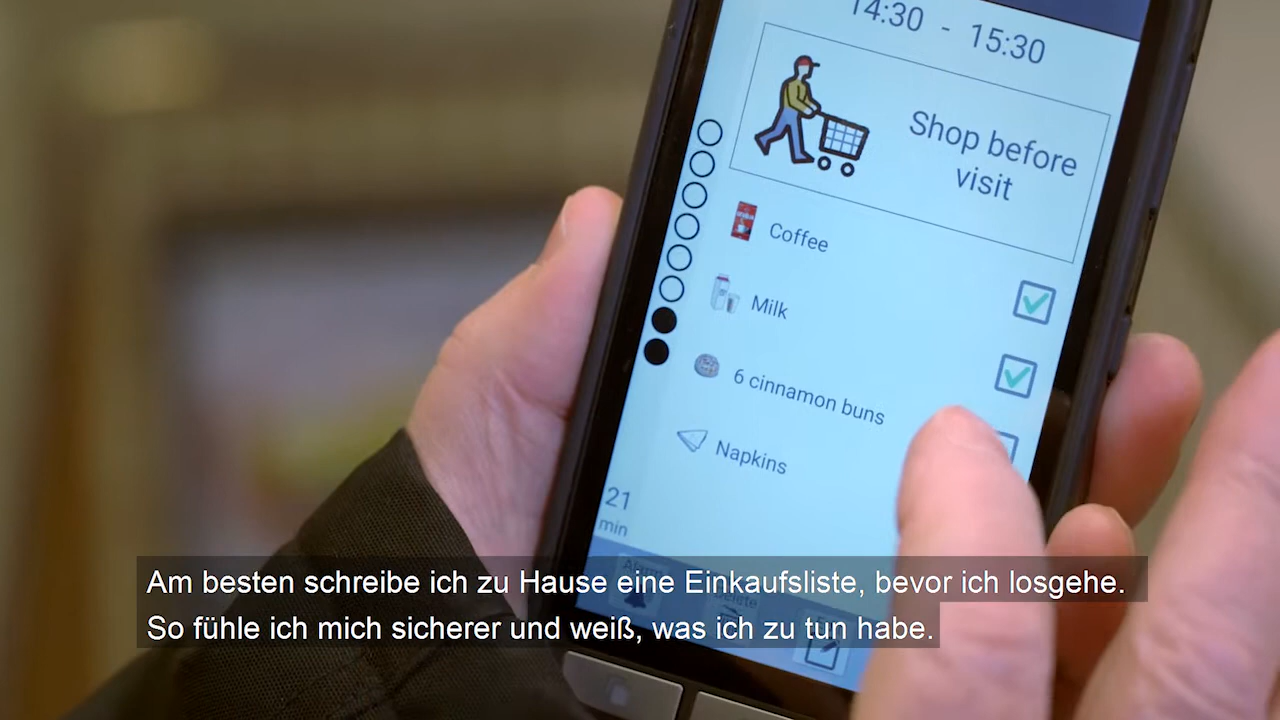 14:30 - 15:30
Shop before
visit
Coffee
Milk
6 cinnamon buns
Napkins
21
min
Alarm
Delete
Am besten schreibe ich zu Hause eine Einkaufsliste, bevor ich losgehe.
So fühle ich mich sicherer und weiß, was ich zu tun habe.